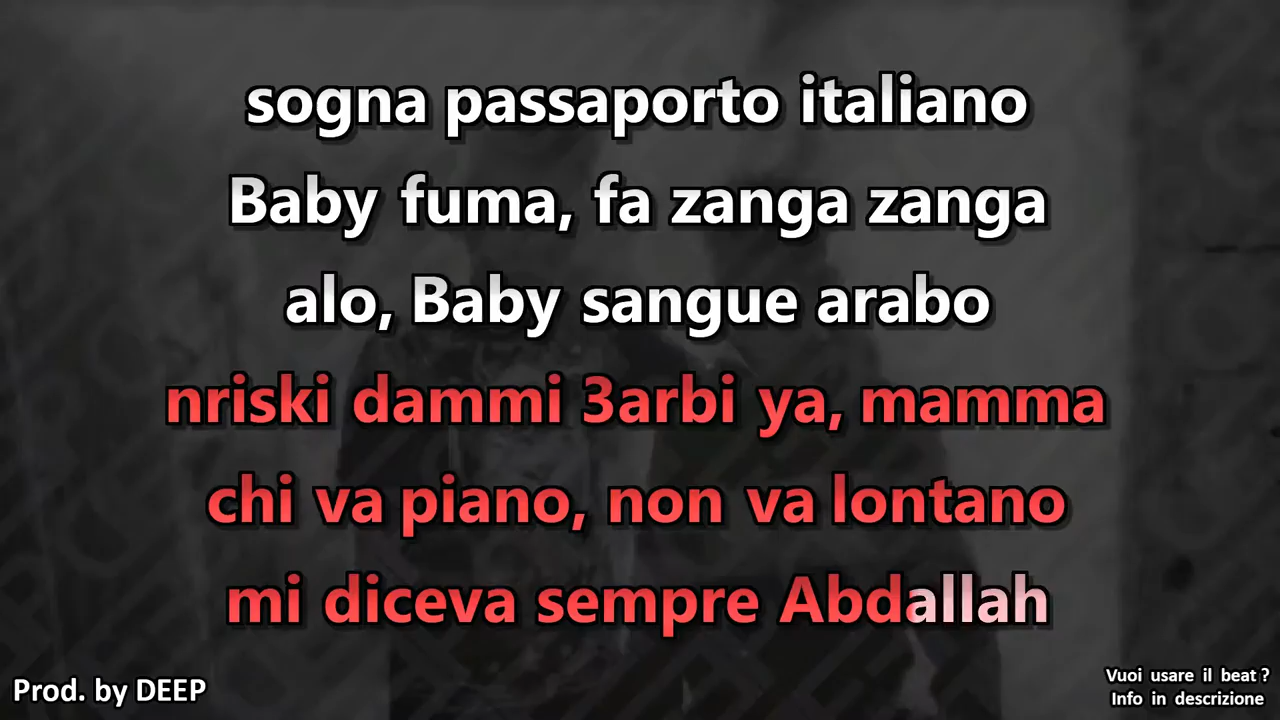 sogna passaporto italiano
Baby fuma, fa zanga zanga
alo, Baby sangue arabo
nriski dammi 3arbi ya, mamma
chi va piano, non va lontano
mi diceva sempre Abdallah
Prod. by DEEP
Vuoi usare il beat ?
Info in descrizione